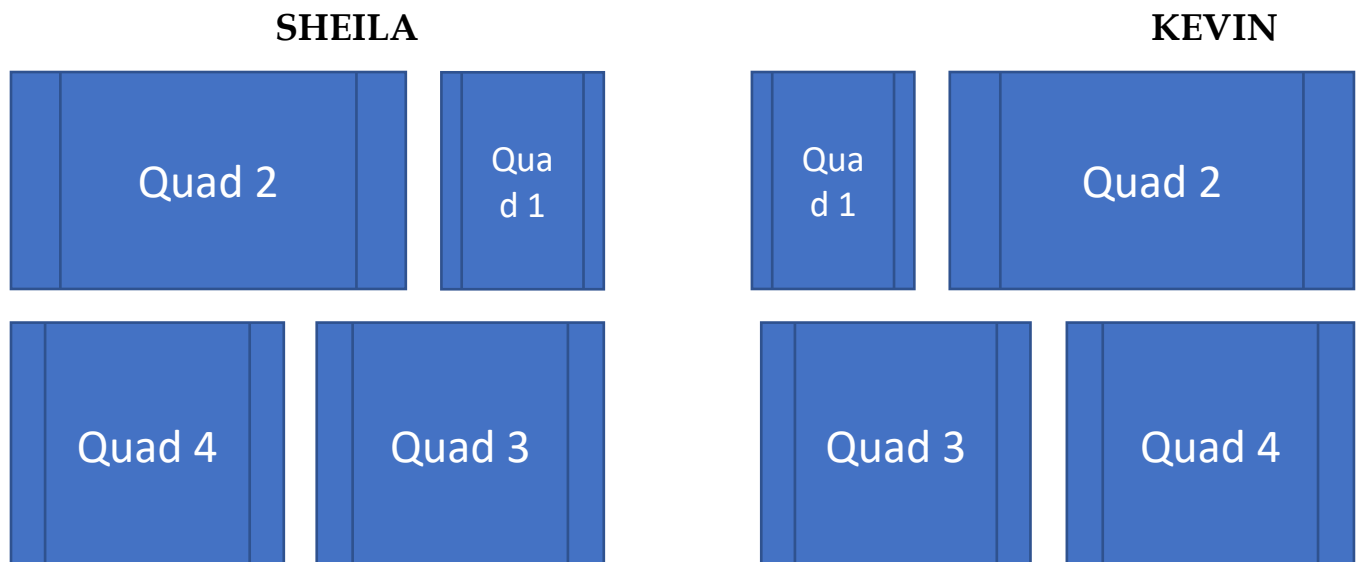 SHEILA
KEVIN
Quad 2
Qua
d 1
Qua
d 1
Quad 2
Quad 4
Quad 3
Quad 3
Quad 4